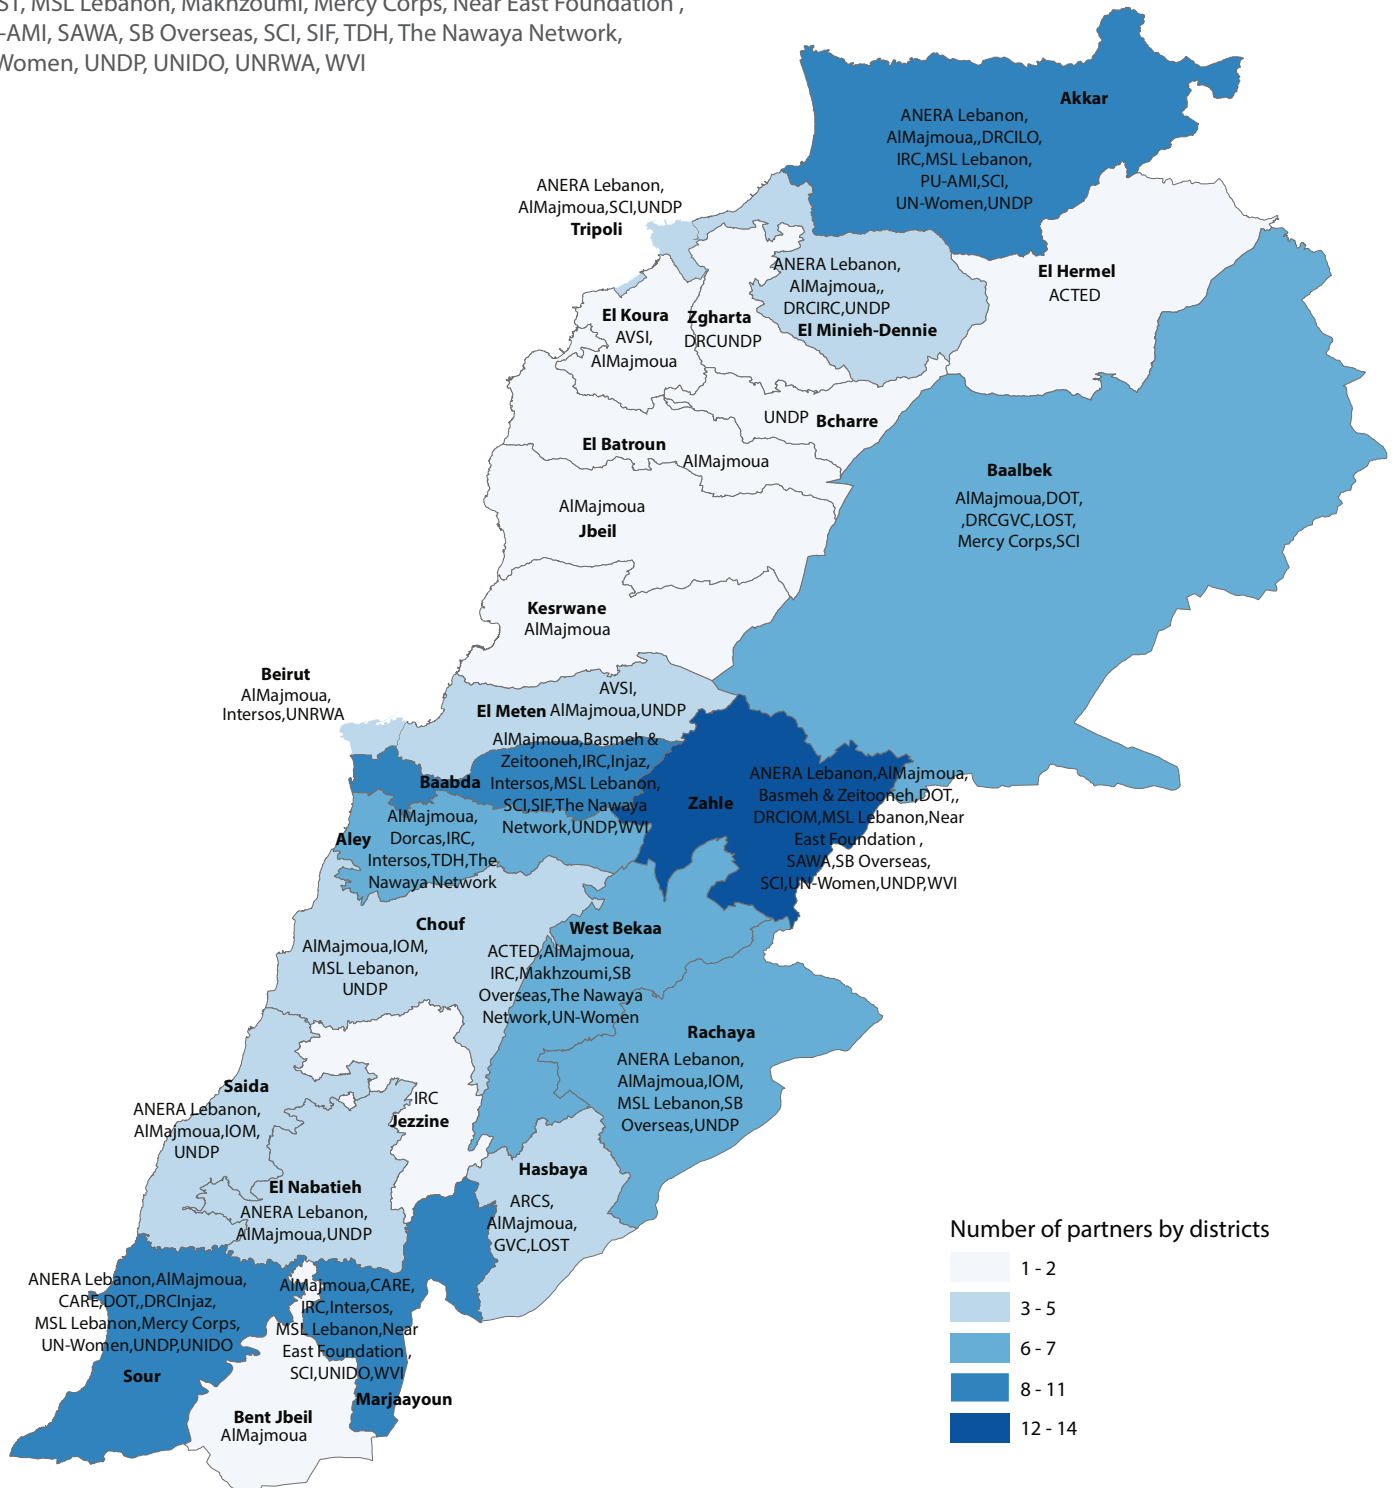 ST, MSL Lebanon, Makhzoumi, Mercy Corps, Near East Foundation ,
-AMI, SAWA, SB Overseas, SCI, SIF, TDH, The Nawaya Network,
Women, UNDP, UNIDO, UNRWA, WVI
Akkar
ANERA Lebanon,
AlMajmoua,,DRCILO,
IRC,MSL Lebanon,
PU-AMI,SCI,
UN-Women,UNDP
ANERA Lebanon,
AlMajmoua,SCI,UNDP
Tripoli
El Hermel
ACTED
ANERA Lebanon,
AlMajmoua,,
DRCIRC,UNDP
El Minieh-Dennie
El Koura
AVSI,
AlMajmoua
Zgharta
DRCUNDP
UNDP Bcharre
El Batroun
AlMajmoua
Baalbek
AlMajmoua,DOT,
,DRCGVC,LOST,
Mercy Corps,SCI
AlMajmoua
Jbeil
Kesrwane
AlMajmoua
Beirut
AlMajmoua,
Intersos,UNRWA
AVSI,
El Meten AlMajmoua,UNDP
Baabda
AlMajmoua,Basmeh &
Zeitooneh,IRC,Injaz,
Intersos,MSL Lebanon,
SCI,SIF,The Nawaya
Network,UNDP,WVI
Zahle
ANERA Lebanon,AlMajmoua,
Basmeh & Zeitooneh,DOT,,
DRCIOM,MSL Lebanon,Near
East Foundation ,
SAWA,SB Overseas,
SCI,UN-Women,UNDP,WVI
Aley
AlMajmoua,
Dorcas,IRC,
Intersos,TDH,The
Nawaya Network
Chouf
AlMajmoua,IOM,
MSL Lebanon,
UNDP
West Bekaa
ACTED,AlMajmoua,
IRC,Makhzoumi,SB
Overseas,The Nawaya
Network,UN-Women
Rachaya
ANERA Lebanon,
AlMajmoua,IOM,
MSL Lebanon,SB
Overseas,UNDP
Saida
ANERA Lebanon,
AlMajmoua,IOM,
UNDP
IRC
Jezzine
Hasbaya
ARCS,
AlMajmoua,
GVC,LOST
El Nabatieh
ANERA Lebanon,
AlMajmoua,UNDP
ANERA Lebanon,AlMajmoua,
CARE,DOT,,DRCInjaz,
MSL Lebanon,Mercy Corps,
UN-Women,UNDP,UNIDO
Sour
AlMajmoua,CARE,
IRC,Intersos,
MSL Lebanon,Near
East Foundation ,
SCI,UNIDO,WVI
Marjaayoun
Bent Jbeil
AlMajmoua
Number of partners by districts
1 - 2
3 - 5
6 - 7
8 - 11
12 - 14